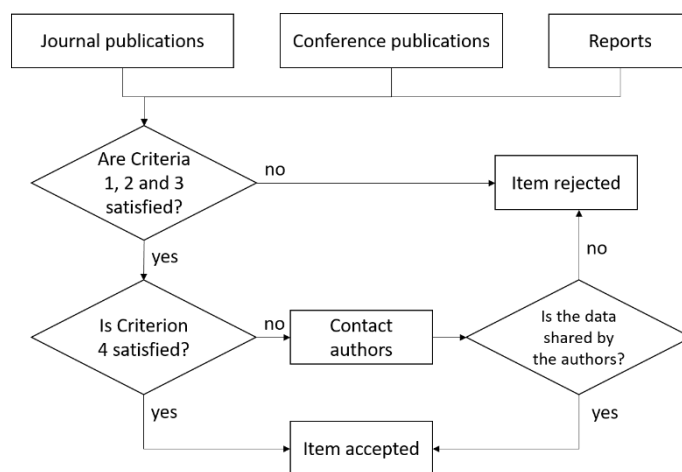 Journal publications
Conference publications
Reports
Are Criteria
1, 2 and 3
satisfied?
no
Item rejected
yes
no
Is Criterion
4 satisfied?
no
Contact
authors
Is the data
shared by
the authors?
yes
yes
Item accepted